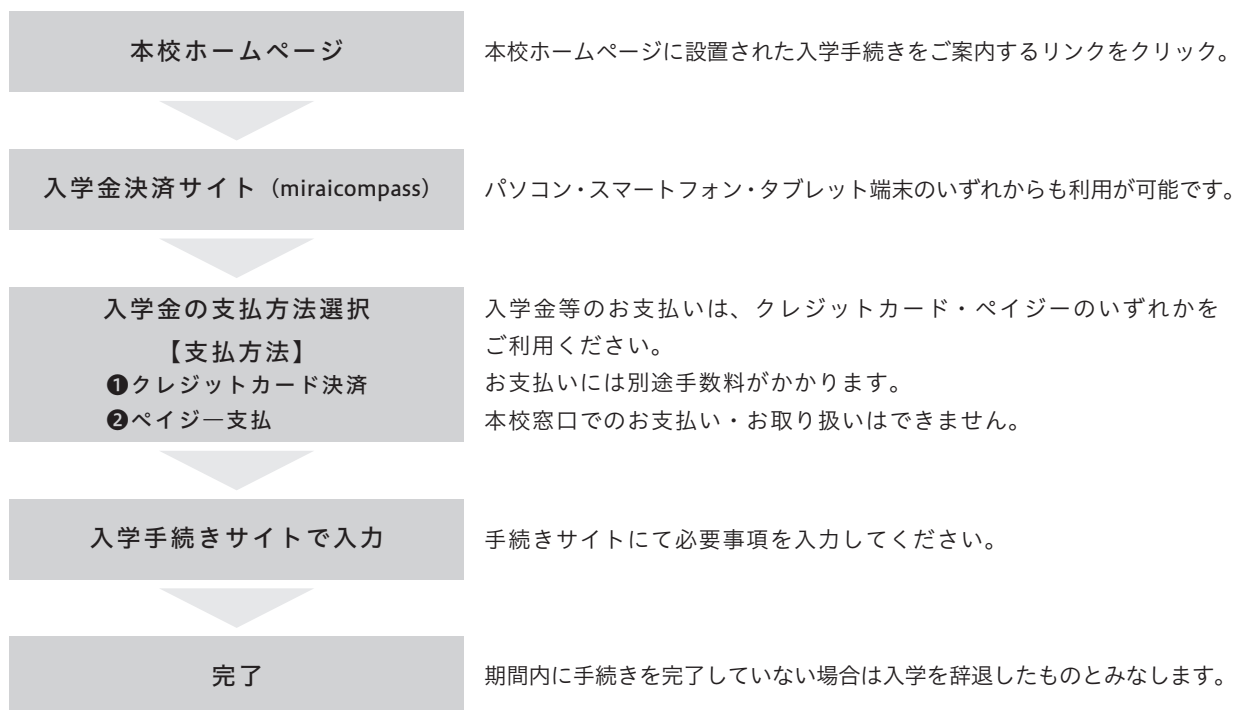 本校ホームページ
本校ホームページに設置された入学手続きをご案内するリンクをクリック。
入学金決済サイト（miraicompass）
パソコン・スマートフォン・タブレット端末のいずれからも利用が可能です。
入学金の支払方法選択
【支払方法】
❶クレジットカード決済
❷ペイジ―支払
入学金等のお支払いは、クレジットカード・ペイジーのいずれかを
ご利用ください。
お支払いには別途手数料がかかります。
本校窓口でのお支払い・お取り扱いはできません。
入学手続きサイトで入力
手続きサイトにて必要事項を入力してください。
完了
期間内に手続きを完了していない場合は入学を辞退したものとみなします。